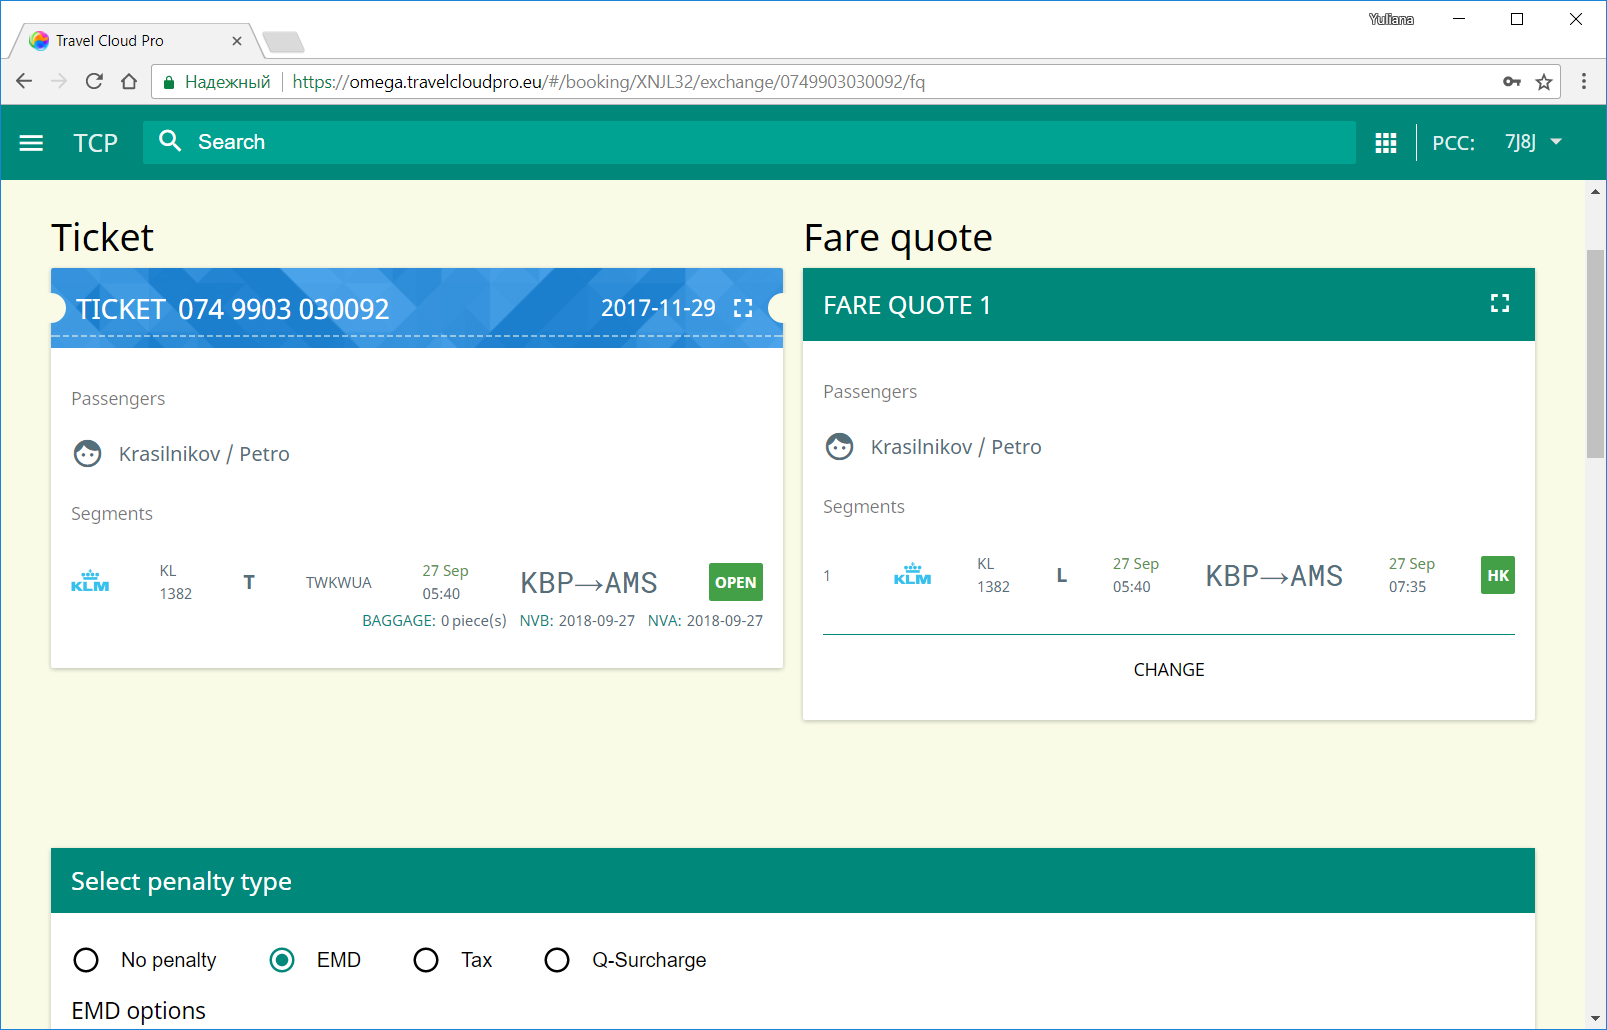 Yuliana
Travel Cloud Pro
Надежный https://omega.travelcloudpro.eu/#/booking/XNJL32/exchange/0749903030092/fq
TCP Search PCC: 7J8J
Ticket
TICKET 074 9903 030092 2017-11-29
Passengers
Krasilnikov / Petro
Segments
KLM KL 1382 T TWKWUA 27 Sep 05:40 KBP→AMS OPEN
BAGGAGE: 0 piece(s) NVB: 2018-09-27 NVA: 2018-09-27
Fare quote
FARE QUOTE 1
Passengers
Krasilnikov / Petro
Segments
1 KLM KL 1382 L 27 Sep 05:40 KBP→AMS 27 Sep 07:35 HK
CHANGE
Select penalty type
No penalty EMD Tax Q-Surcharge
EMD options